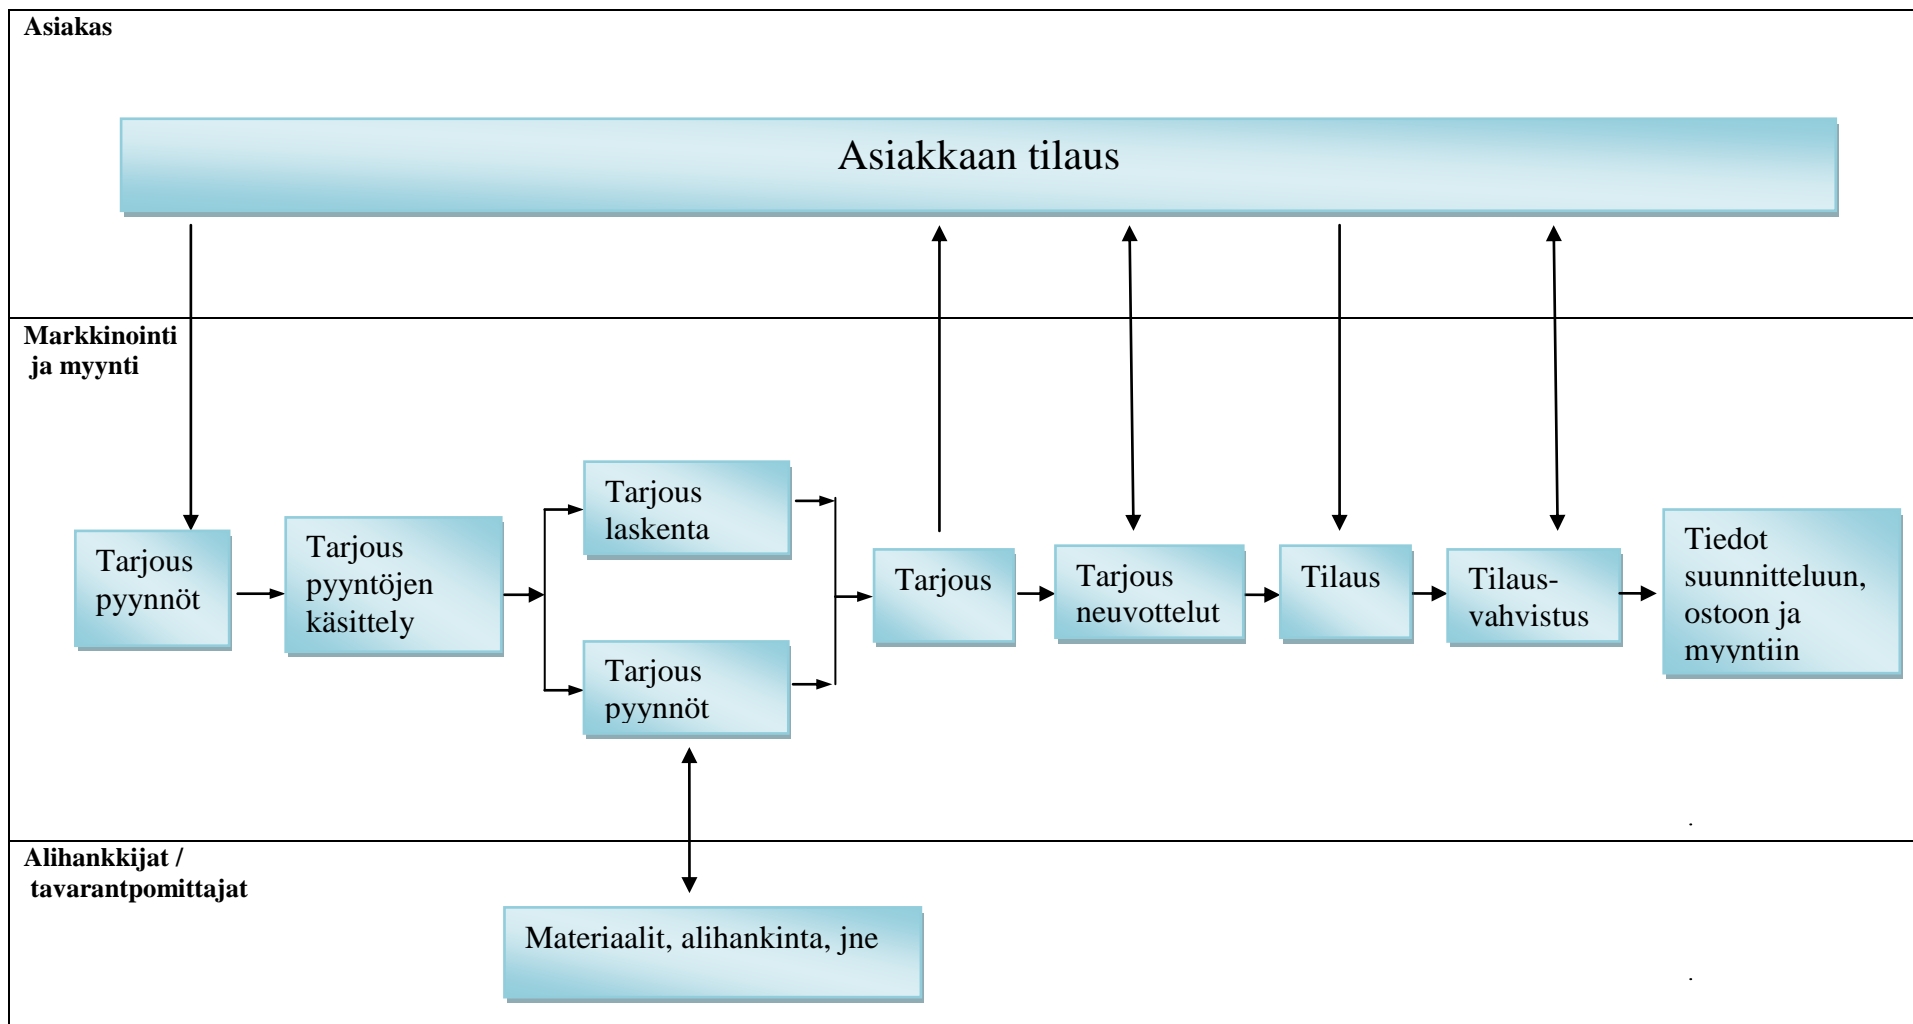 Asiakas
Asiakkaan tilaus
Markkinointi
ja myynti
Tarjous
pyynnöt
Tarjous
pyyntöjen
käsittely
Tarjous
laskenta
Tarjous
pyynnöt
Tarjous
Tarjous
neuvottelut
Tilaus
Tilaus-
vahvistus
Tiedot
suunnitteluun,
ostoon ja
myyntiin
Alihankkijat /
tavarantpomittajat
Materiaalit, alihankinta, jne